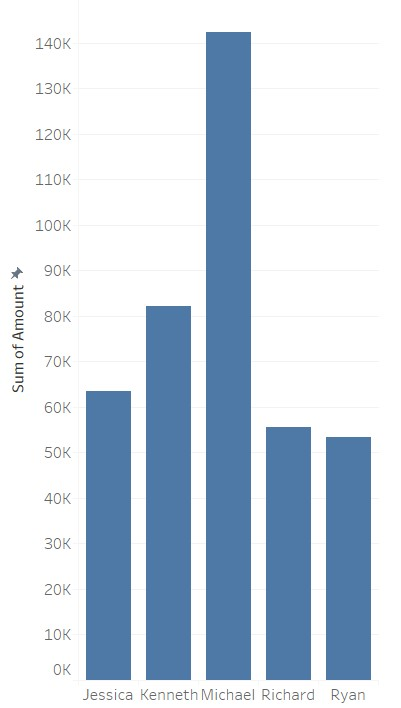 Sum of Amount
140K
130K
120K
110K
100K
90K
80K
70K
60K
50K
40K
30K
20K
10K
0K
Jessica Kenneth Michael Richard Ryan